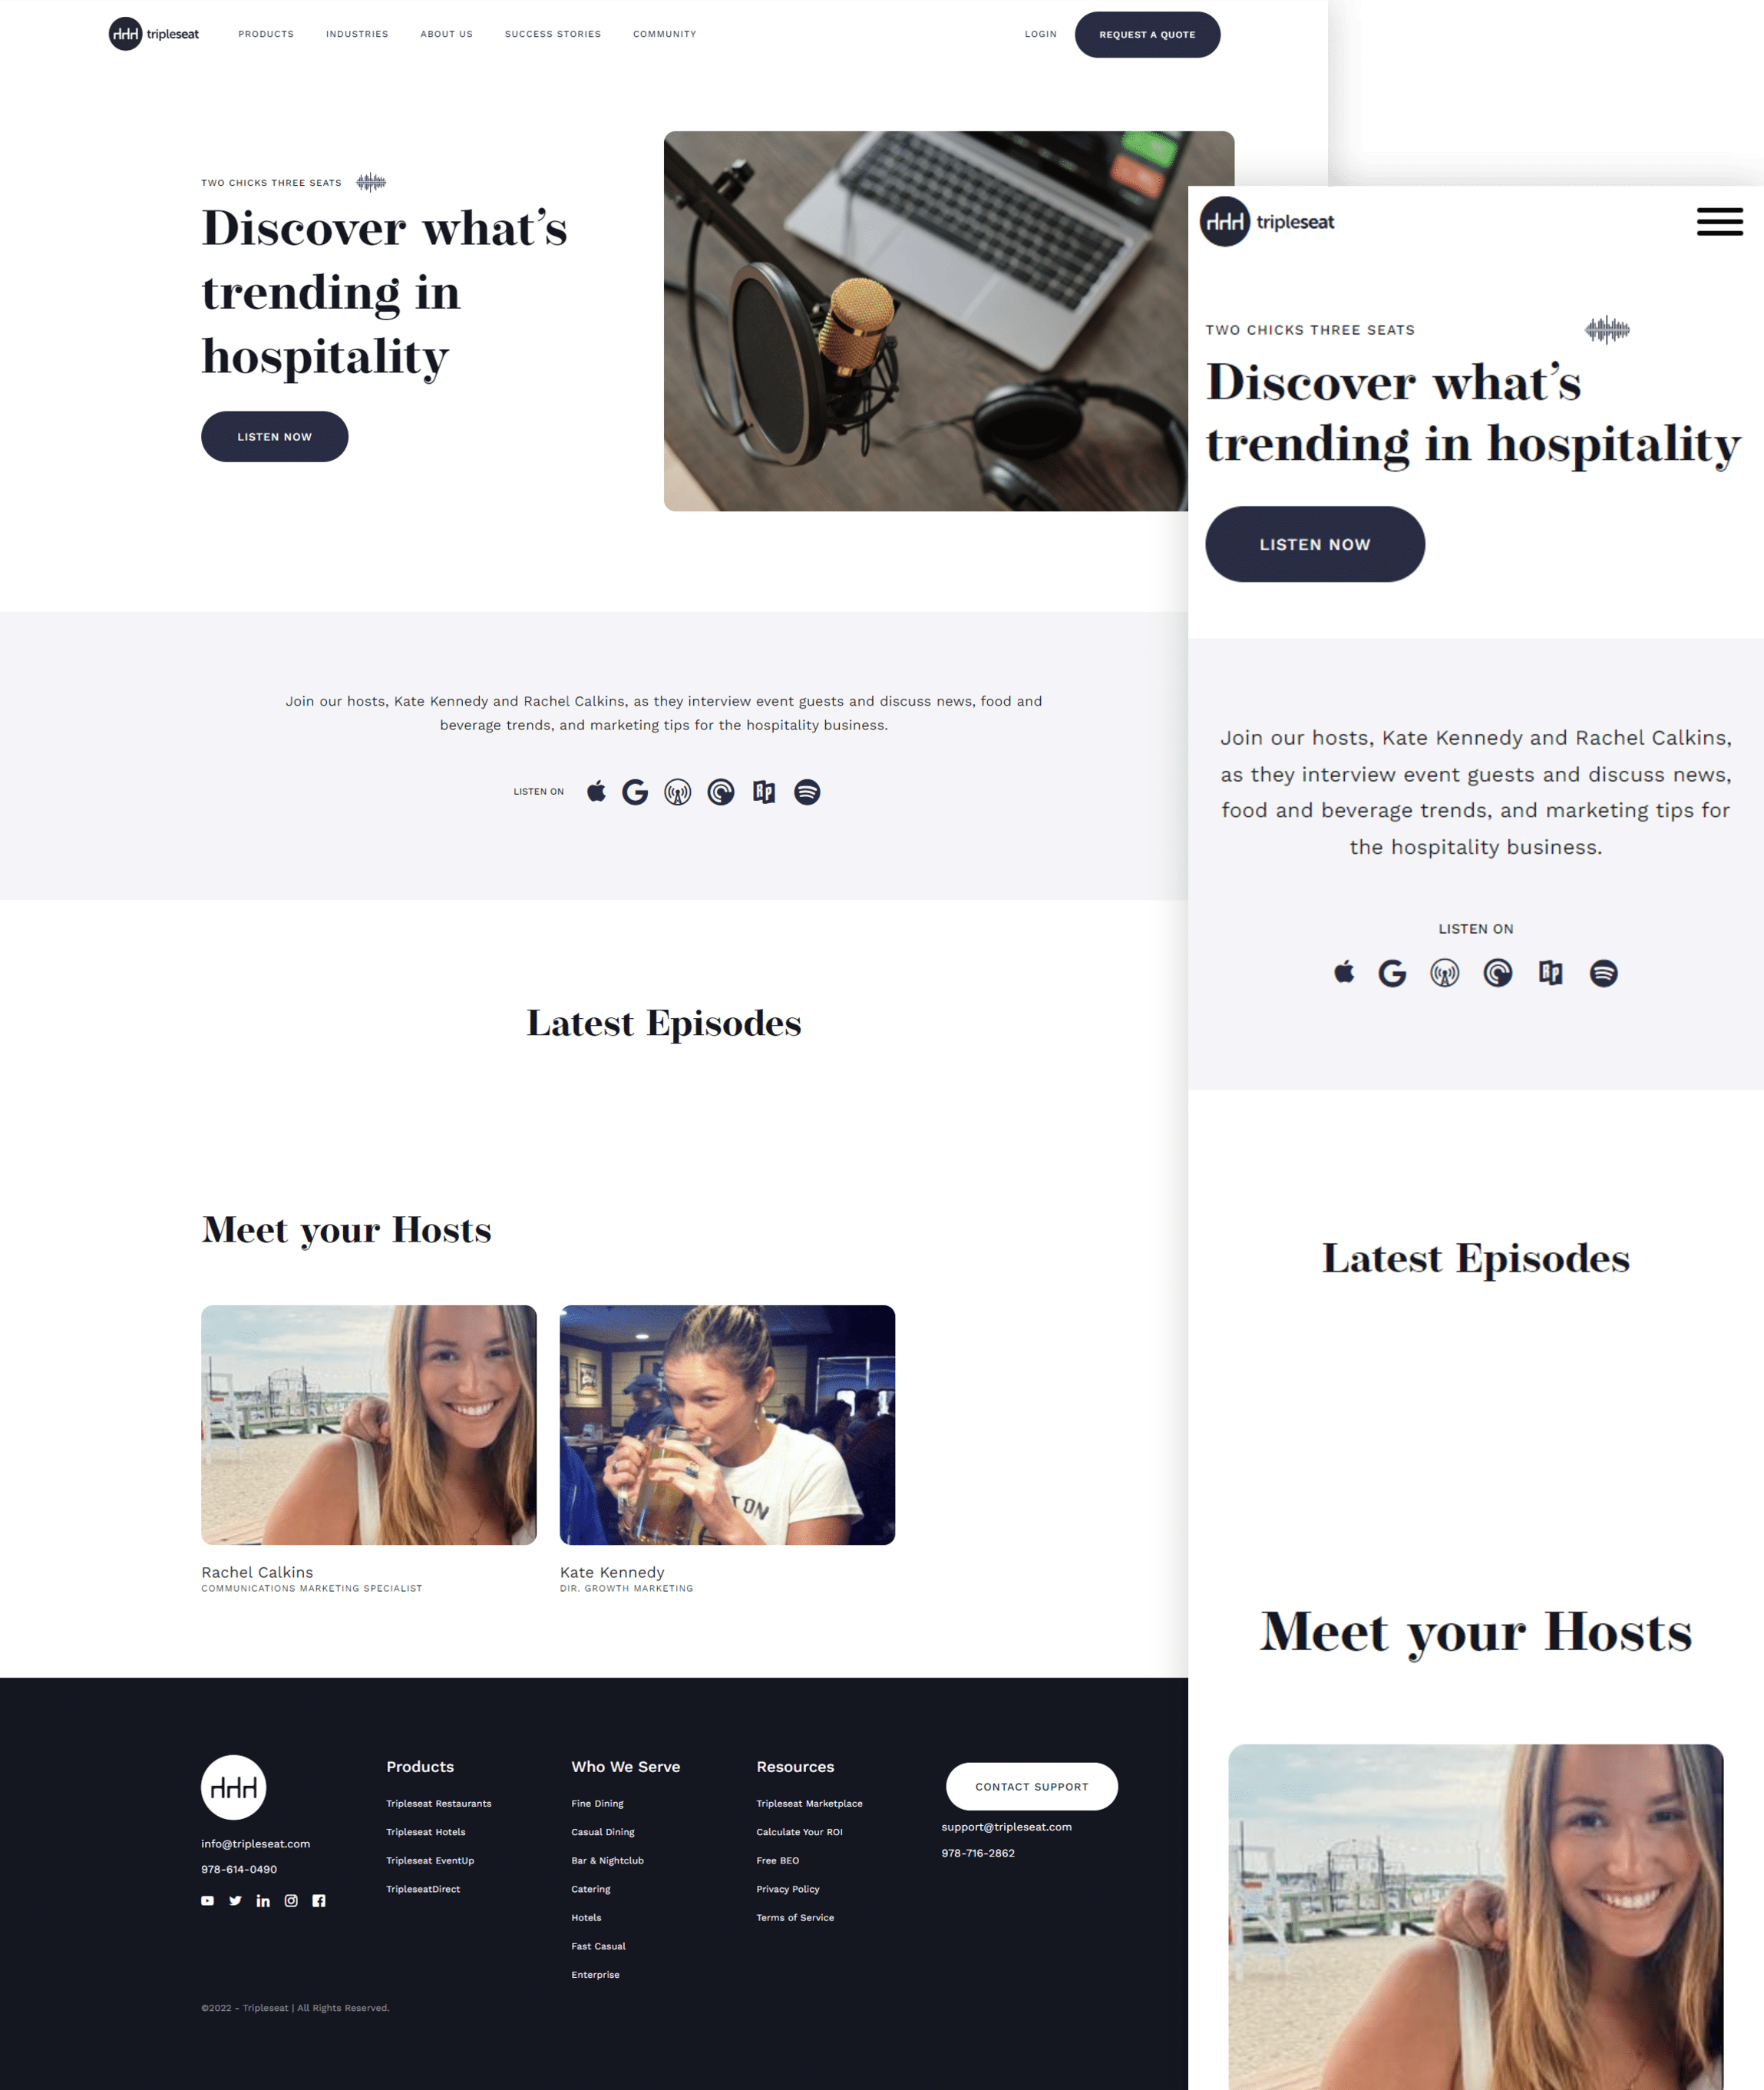 tripleseat
PRODUCTS
INDUSTRIES
ABOUT US
SUCCESS STORIES
COMMUNITY
LOGIN
REQUEST A QUOTE
TWO CHICKS THREE SEATS
Discover what's
trending in
hospitality
LISTEN NOW
Join our hosts, Kate Kennedy and Rachel Calkins, as they interview event guests and discuss news, food and
beverage trends, and marketing tips for the hospitality business.
LISTEN ON
Latest Episodes
Meet your Hosts
TON
Rachel Calkins
COMMUNICATIONS MARKETING SPECIALIST
Kate Kennedy
DIR. GROWTH MARKETING
info@tripleseat.com
978-614-0490
Products
Tripleseat Restaurants
Tripleseat Hotels
Tripleseat EventUp
TripleseatDirect
Who We Serve
Fine Dining
Casual Dining
Bar & Nightclub
Catering
Hotels
Fast Casual
Enterprise
Resources
Tripleseat Marketplace
Calculate Your ROI
Free BEO
Privacy Policy
Terms of Service
CONTACT SUPPORT
support@tripleseat.com
978-716-2862
©2022 - Tripleseat | All Rights Reserved.
tripleseat
TWO CHICKS THREE SEATS
Discover what's
trending in hospitality
LISTEN NOW
Join our hosts, Kate Kennedy and Rachel Calkins,
as they interview event guests and discuss news,
food and beverage trends, and marketing tips for
the hospitality business.
LISTEN ON
Latest Episodes
Meet your Hosts